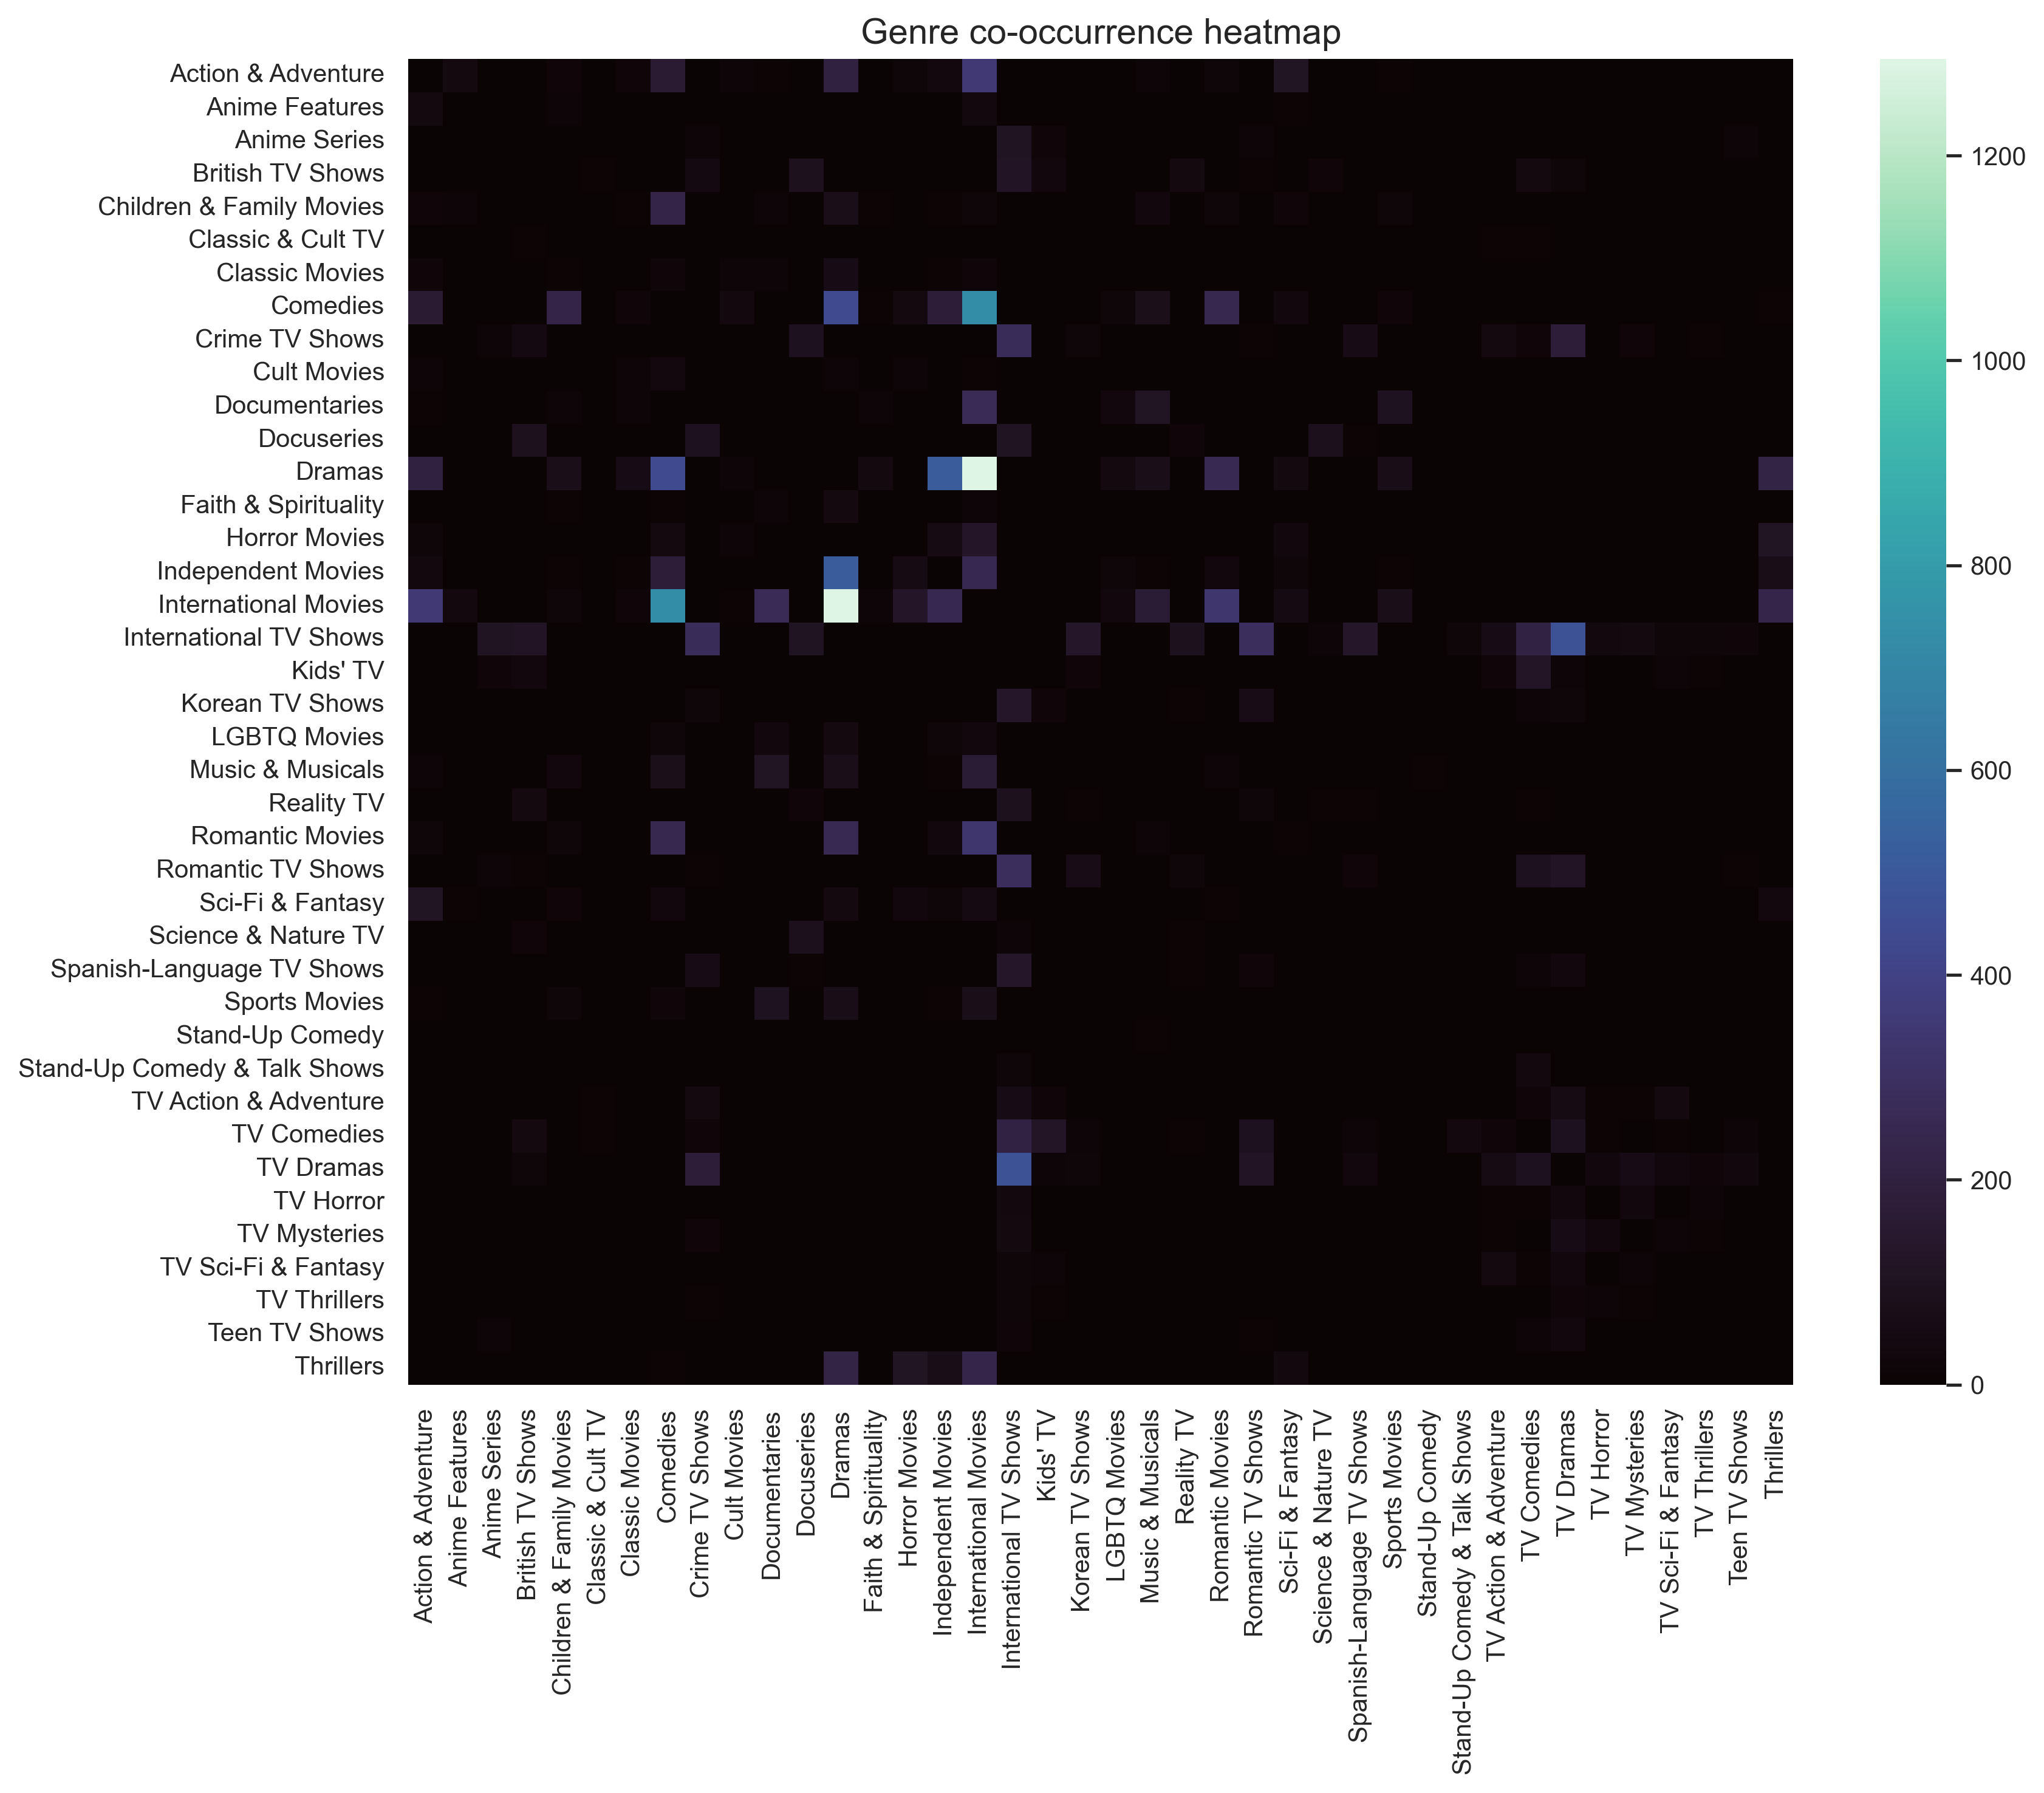 Genre co-occurrence heatmap
Action & Adventure
Anime Features
Anime Series
British TV Shows
Children & Family Movies
Classic & Cult TV
Classic Movies
Comedies
Crime TV Shows
Cult Movies
Documentaries
Docuseries
Dramas
Faith & Spirituality
Horror Movies
Independent Movies
International Movies
International TV Shows
Kids' TV
Korean TV Shows
LGBTQ Movies
Music & Musicals
Reality TV
Romantic Movies
Romantic TV Shows
Sci-Fi & Fantasy
Science & Nature TV
Spanish-Language TV Shows
Sports Movies
Stand-Up Comedy
Stand-Up Comedy & Talk Shows
TV Action & Adventure
TV Comedies
TV Dramas
TV Horror
TV Mysteries
TV Sci-Fi & Fantasy
TV Thrillers
Teen TV Shows
Thrillers
Action & Adventure
Anime Features
Anime Series
British TV Shows
Children & Family Movies
Classic & Cult TV
Classic Movies
Comedies
Crime TV Shows
Cult Movies
Documentaries
Docuseries
Dramas
Faith & Spirituality
Horror Movies
Independent Movies
International Movies
International TV Shows
Kids' TV
Korean TV Shows
LGBTQ Movies
Music & Musicals
Reality TV
Romantic Movies
Romantic TV Shows
Sci-Fi & Fantasy
Science & Nature TV
Spanish-Language TV Shows
Sports Movies
Stand-Up Comedy
Stand-Up Comedy & Talk Shows
TV Action & Adventure
TV Comedies
TV Dramas
TV Horror
TV Mysteries
TV Sci-Fi & Fantasy
TV Thrillers
Teen TV Shows
Thrillers
1200
1000
800
600
400
200
0